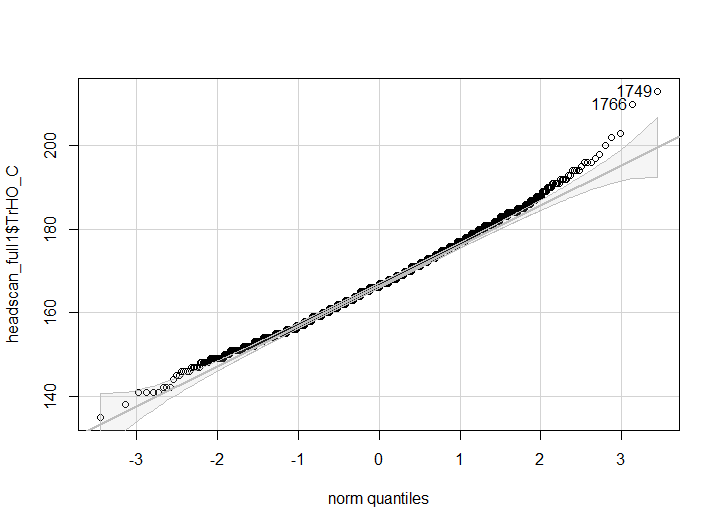 1749
1766
200
180
160
140
headscan_full1$TrHO_C
-3 -2 -1 0 1 2 3
norm quantiles